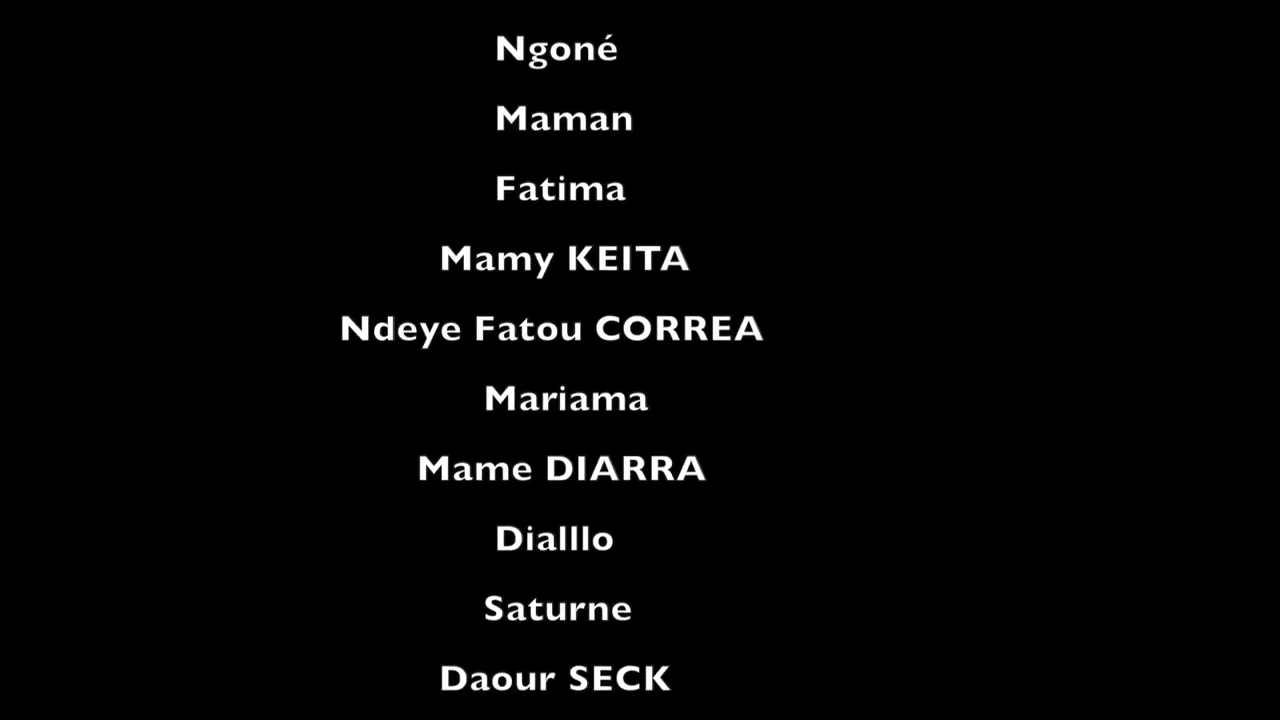 Ngoné
Maman
Fatima
Mamy KEITA
Ndeye Fatou CORREA
Mariama
Mame DIARRA
Dialllo
Saturne
Daour SECK